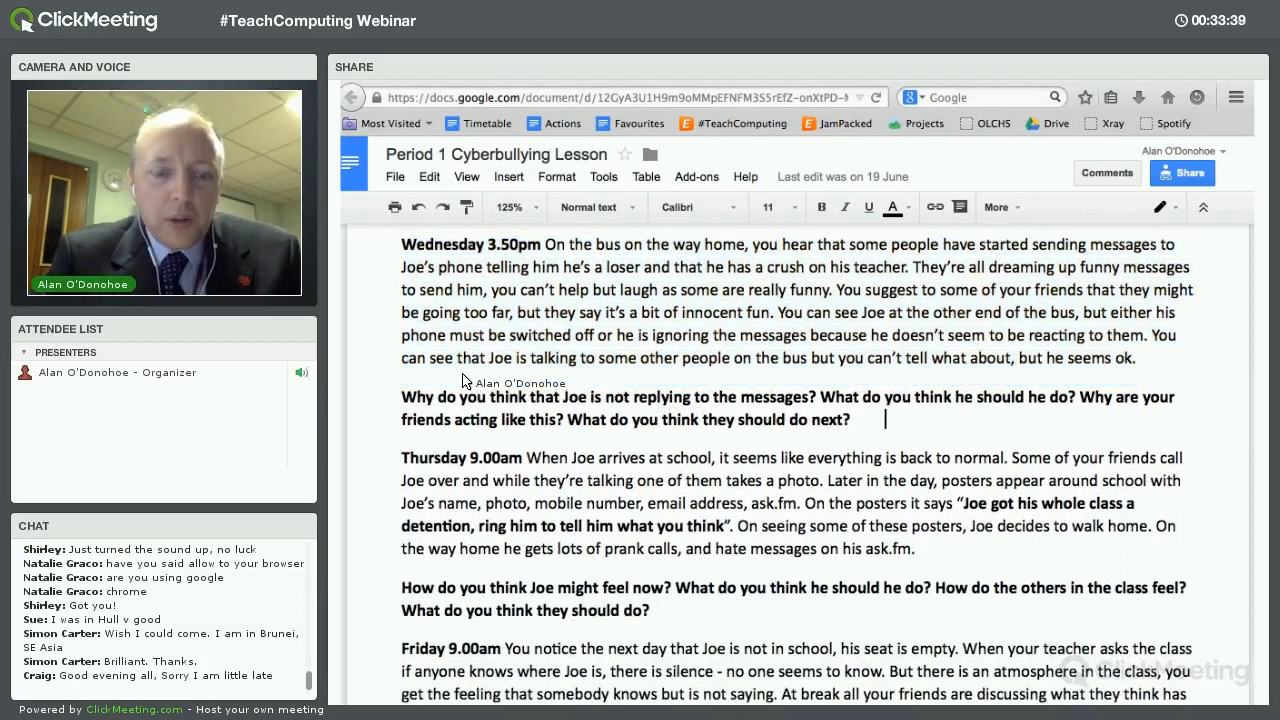 ClickMeeting
#TeachComputing Webinar
00:33:39
CAMERA AND VOICE
Alan O'Donohoe
ATTENDEE LIST
PRESENTERS
Alan O'Donohoe - Organizer
CHAT
Shirley: Just turned the sound up, no luck
Natalie Graco: have you said allow to your browser
Natalie Graco: are you using google
Natalie Graco: chrome
Shirley: Got you!
Sue: I was in Hull v good
Simon Carter: Wish I could come. I am in Brunei,
SE Asia
Simon Carter: Brilliant. Thanks.
Craig: Good evening all, Sorry I am little late
SHARE
https://docs.google.com/document/d/12GyA3U1H9m9oMMpEFNFM3S5rEfZ-onXtPD-M
Google
Most Visited
Timetable
Actions
Favourites
#TeachComputing
JamPacked
Projects
OLCHS
Drive
Xray
Spotify
Period 1 Cyberbullying Lesson
Alan O'Donohoe
File Edit View Insert Format Tools Table Add-ons Help Last edit was on 19 June
Comments
Share
125% Normal text Calibri 11 B I U A More
Wednesday 3.50pm On the bus on the way home, you hear that some people have started sending messages to
Joe's phone telling him he's a loser and that he has a crush on his teacher. They're all dreaming up funny messages
to send him, you can't help but laugh as some are really funny. You suggest to some of your friends that they might
be going too far, but they say it's a bit of innocent fun. You can see Joe at the other end of the bus, but either his
phone must be switched off or he is ignoring the messages because he doesn't seem to be reacting to them. You
can see that Joe is talking to some other people on the bus but you can't tell what about, but he seems ok.
Alan O'Donohoe
Why do you think that Joe is not replying to the messages? What do you think he should he do? Why are your
friends acting like this? What do you think they should do next?
Thursday 9.00am When Joe arrives at school, it seems like everything is back to normal. Some of your friends call
Joe over and while they're talking one of them takes a photo. Later in the day, posters appear around school with
Joe's name, photo, mobile number, email address, ask.fm. On the posters it says "Joe got his whole class a
detention, ring him to tell him what you think". On seeing some of these posters, Joe decides to walk home. On
the way home he gets lots of prank calls, and hate messages on his ask.fm.
How do you think Joe might feel now? What do you think he should he do? How do the others in the class feel?
What do you think they should do?
Friday 9.00am You notice the next day that Joe is not in school, his seat is empty. When your teacher asks the class
if anyone knows where Joe is, there is silence - no one seems to know. But there is an atmosphere in the class, you
get the feeling that somebody knows but is not saying. At break all your friends are discussing what they think has
ClickMeeting
Powered by ClickMeeting.com - Host your own meeting